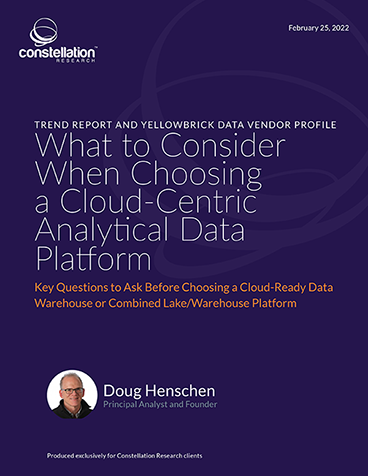 February 25, 2022
constellation
RESEARCH
TREND REPORT AND YELLOWBRICK DATA VENDOR PROFILE
What to Consider
When Choosing
a Cloud-Centric
Analytical Data
Platform
Key Questions to Ask Before Choosing a Cloud-Ready Data
Warehouse or Combined Lake/Warehouse Platform
Doug Henschen
Principal Analyst and Founder
Produced exclusively for Constellation Research clients